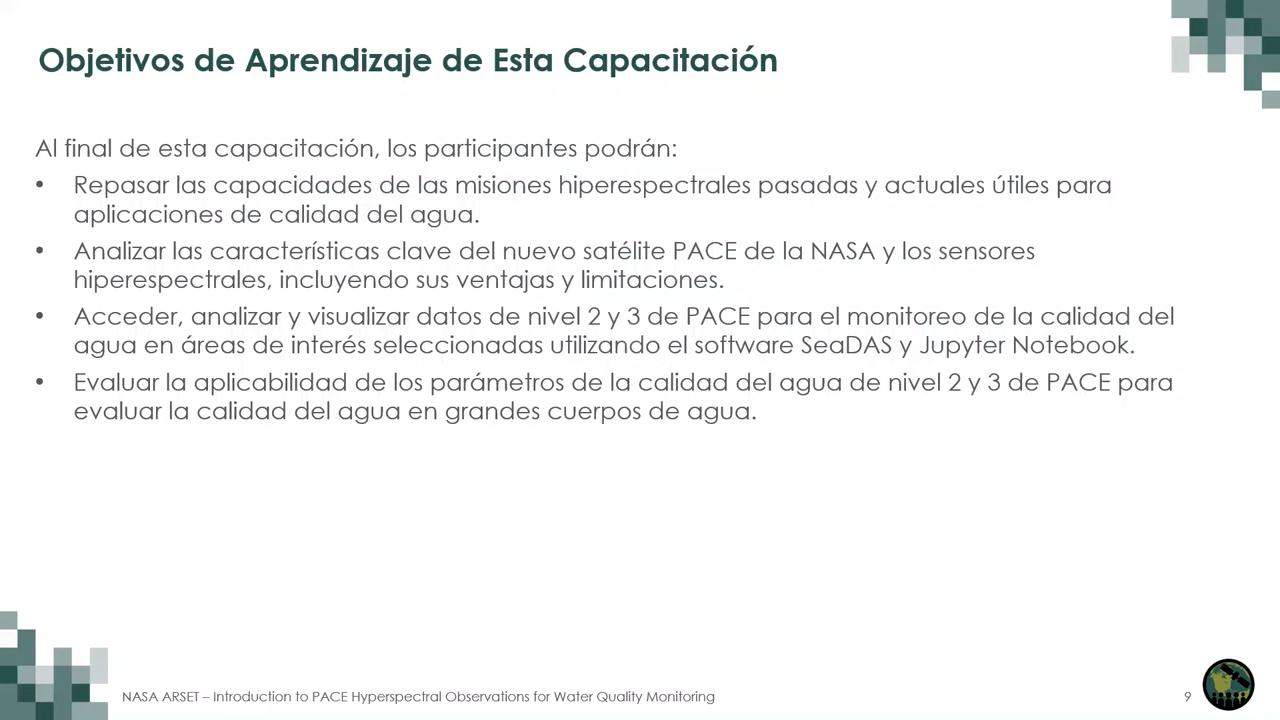 Objetivos de Aprendizaje de Esta Capacitación
Al final de esta capacitación, los participantes podrán:
• Repasar las capacidades de las misiones hiperespectrales pasadas y actuales útiles para
aplicaciones de calidad del agua.
• Analizar las características clave del nuevo satélite PACE de la NASA y los sensores
hiperespectrales, incluyendo sus ventajas y limitaciones.
• Acceder, analizar y visualizar datos de nivel 2 y 3 de PACE para el monitoreo de la calidad del
agua en áreas de interés seleccionadas utilizando el software SeaDAS y Jupyter Notebook.
• Evaluar la aplicabilidad de los parámetros de la calidad del agua de nivel 2 y 3 de PACE para
evaluar la calidad del agua en grandes cuerpos de agua.
NASA ARSET – Introduction to PACE Hyperspectral Observations for Water Quality Monitoring
9